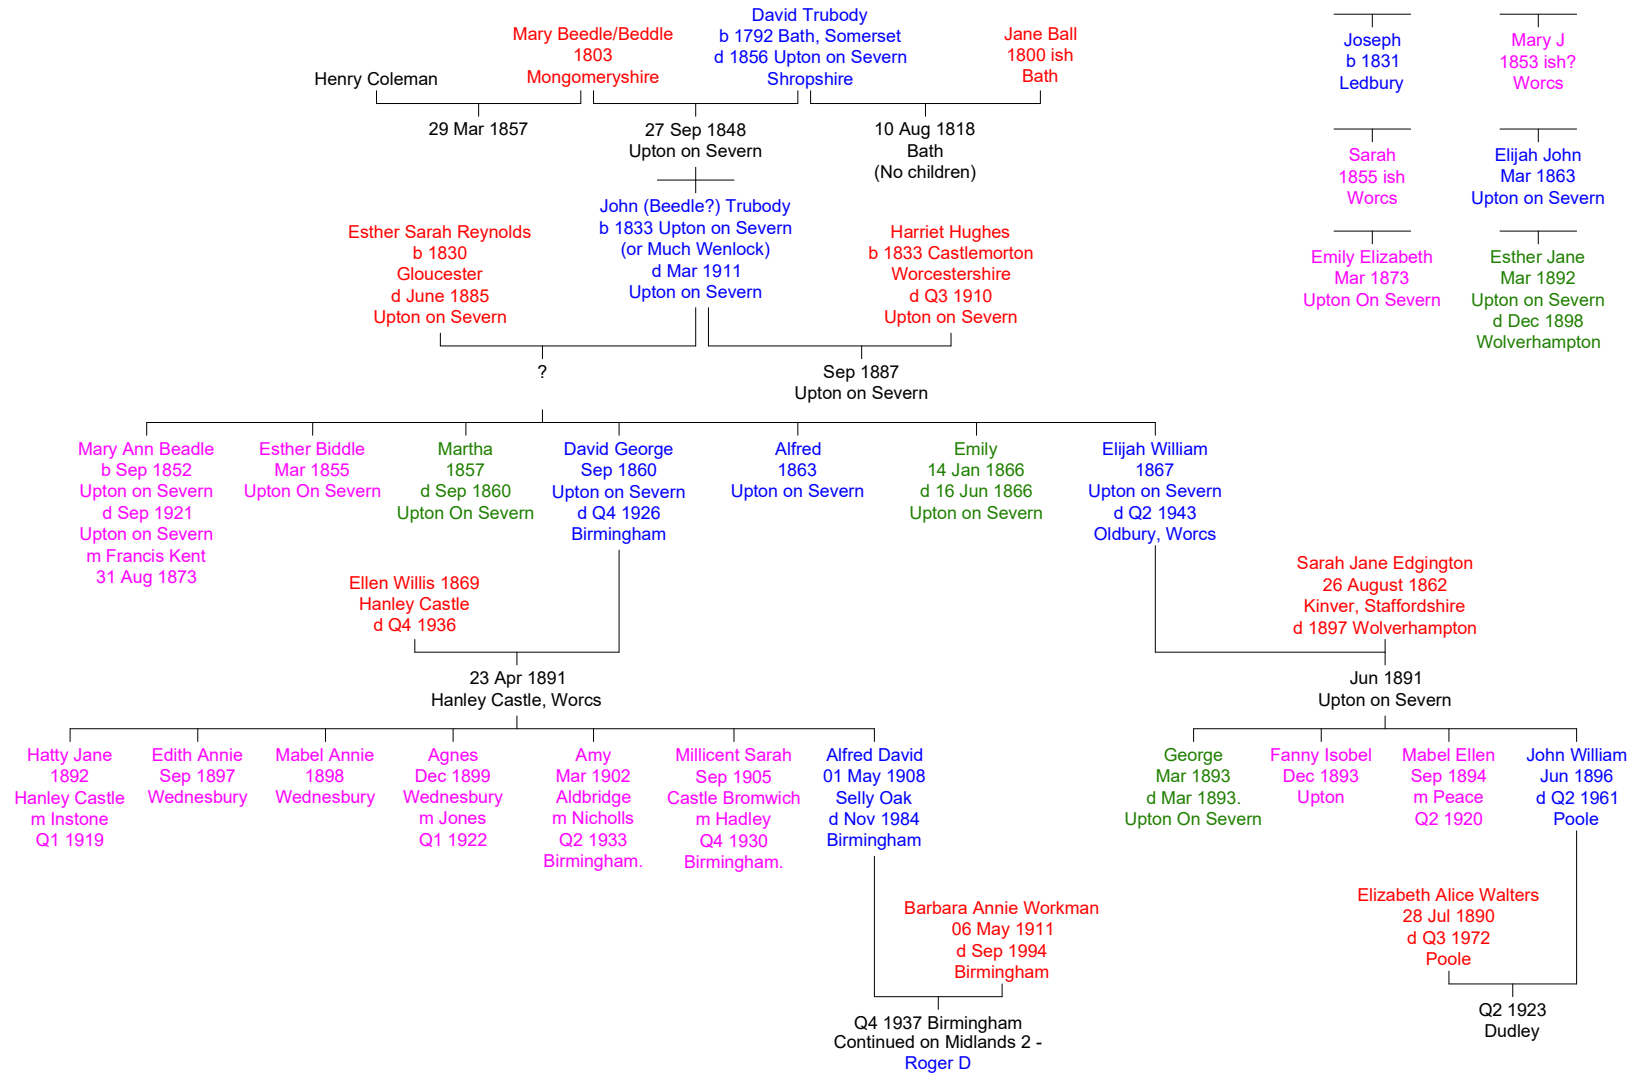 David Trubody
b 1792 Bath, Somerset
d 1856 Upton on Severn
Shropshire
Mary Beedle/Beddle
1803
Mongomeryshire
Jane Ball
1800 ish
Bath
Henry Coleman
29 Mar 1857
27 Sep 1848
Upton on Severn
10 Aug 1818
Bath
(No children)
Joseph
b 1831
Ledbury
Mary J
1853 ish?
Worcs
Sarah
1855 ish
Worcs
Elijah John
Mar 1863
Upton on Severn
Emily Elizabeth
Mar 1873
Upton On Severn
Esther Jane
Mar 1892
Upton on Severn
d Dec 1898
Wolverhampton
John (Beedle?) Trubody
b 1833 Upton on Severn
(or Much Wenlock)
d Mar 1911
Upton on Severn
Esther Sarah Reynolds
b 1830
Gloucester
d June 1885
Upton on Severn
Harriet Hughes
b 1833 Castlemorton
Worcestershire
d Q3 1910
Upton on Severn
?
Sep 1887
Upton on Severn
Mary Ann Beadle
b Sep 1852
Upton on Severn
d Sep 1921
Upton on Severn
m Francis Kent
31 Aug 1873
Esther Biddle
Mar 1855
Upton On Severn
Martha
1857
d Sep 1860
Upton On Severn
David George
Sep 1860
Upton on Severn
d Q4 1926
Birmingham
Alfred
1863
Upton on Severn
Emily
14 Jan 1866
d 16 Jun 1866
Upton on Severn
Elijah William
1867
Upton on Severn
d Q2 1943
Oldbury, Worcs
Ellen Willis 1869
Hanley Castle
d Q4 1936
Sarah Jane Edgington
26 August 1862
Kinver, Staffordshire
d 1897 Wolverhampton
23 Apr 1891
Hanley Castle, Worcs
Jun 1891
Upton on Severn
Hatty Jane
1892
Hanley Castle
m Instone
Q1 1919
Edith Annie
Sep 1897
Wednesbury
Mabel Annie
1898
Wednesbury
Agnes
Dec 1899
Wednesbury
m Jones
Q1 1922
Amy
Mar 1902
Aldbridge
m Nicholls
Q2 1933
Birmingham.
Millicent Sarah
Sep 1905
Castle Bromwich
m Hadley
Q4 1930
Birmingham.
Alfred David
01 May 1908
Selly Oak
d Nov 1984
Birmingham
George
Mar 1893
d Mar 1893.
Upton On Severn
Fanny Isobel
Dec 1893
Upton
Mabel Ellen
Sep 1894
m Peace
Q2 1920
John William
Jun 1896
d Q2 1961
Poole
Barbara Annie Workman
06 May 1911
d Sep 1994
Birmingham
Elizabeth Alice Walters
28 Jul 1890
d Q3 1972
Poole
Q4 1937 Birmingham
Continued on Midlands 2 -
Roger D
Q2 1923
Dudley